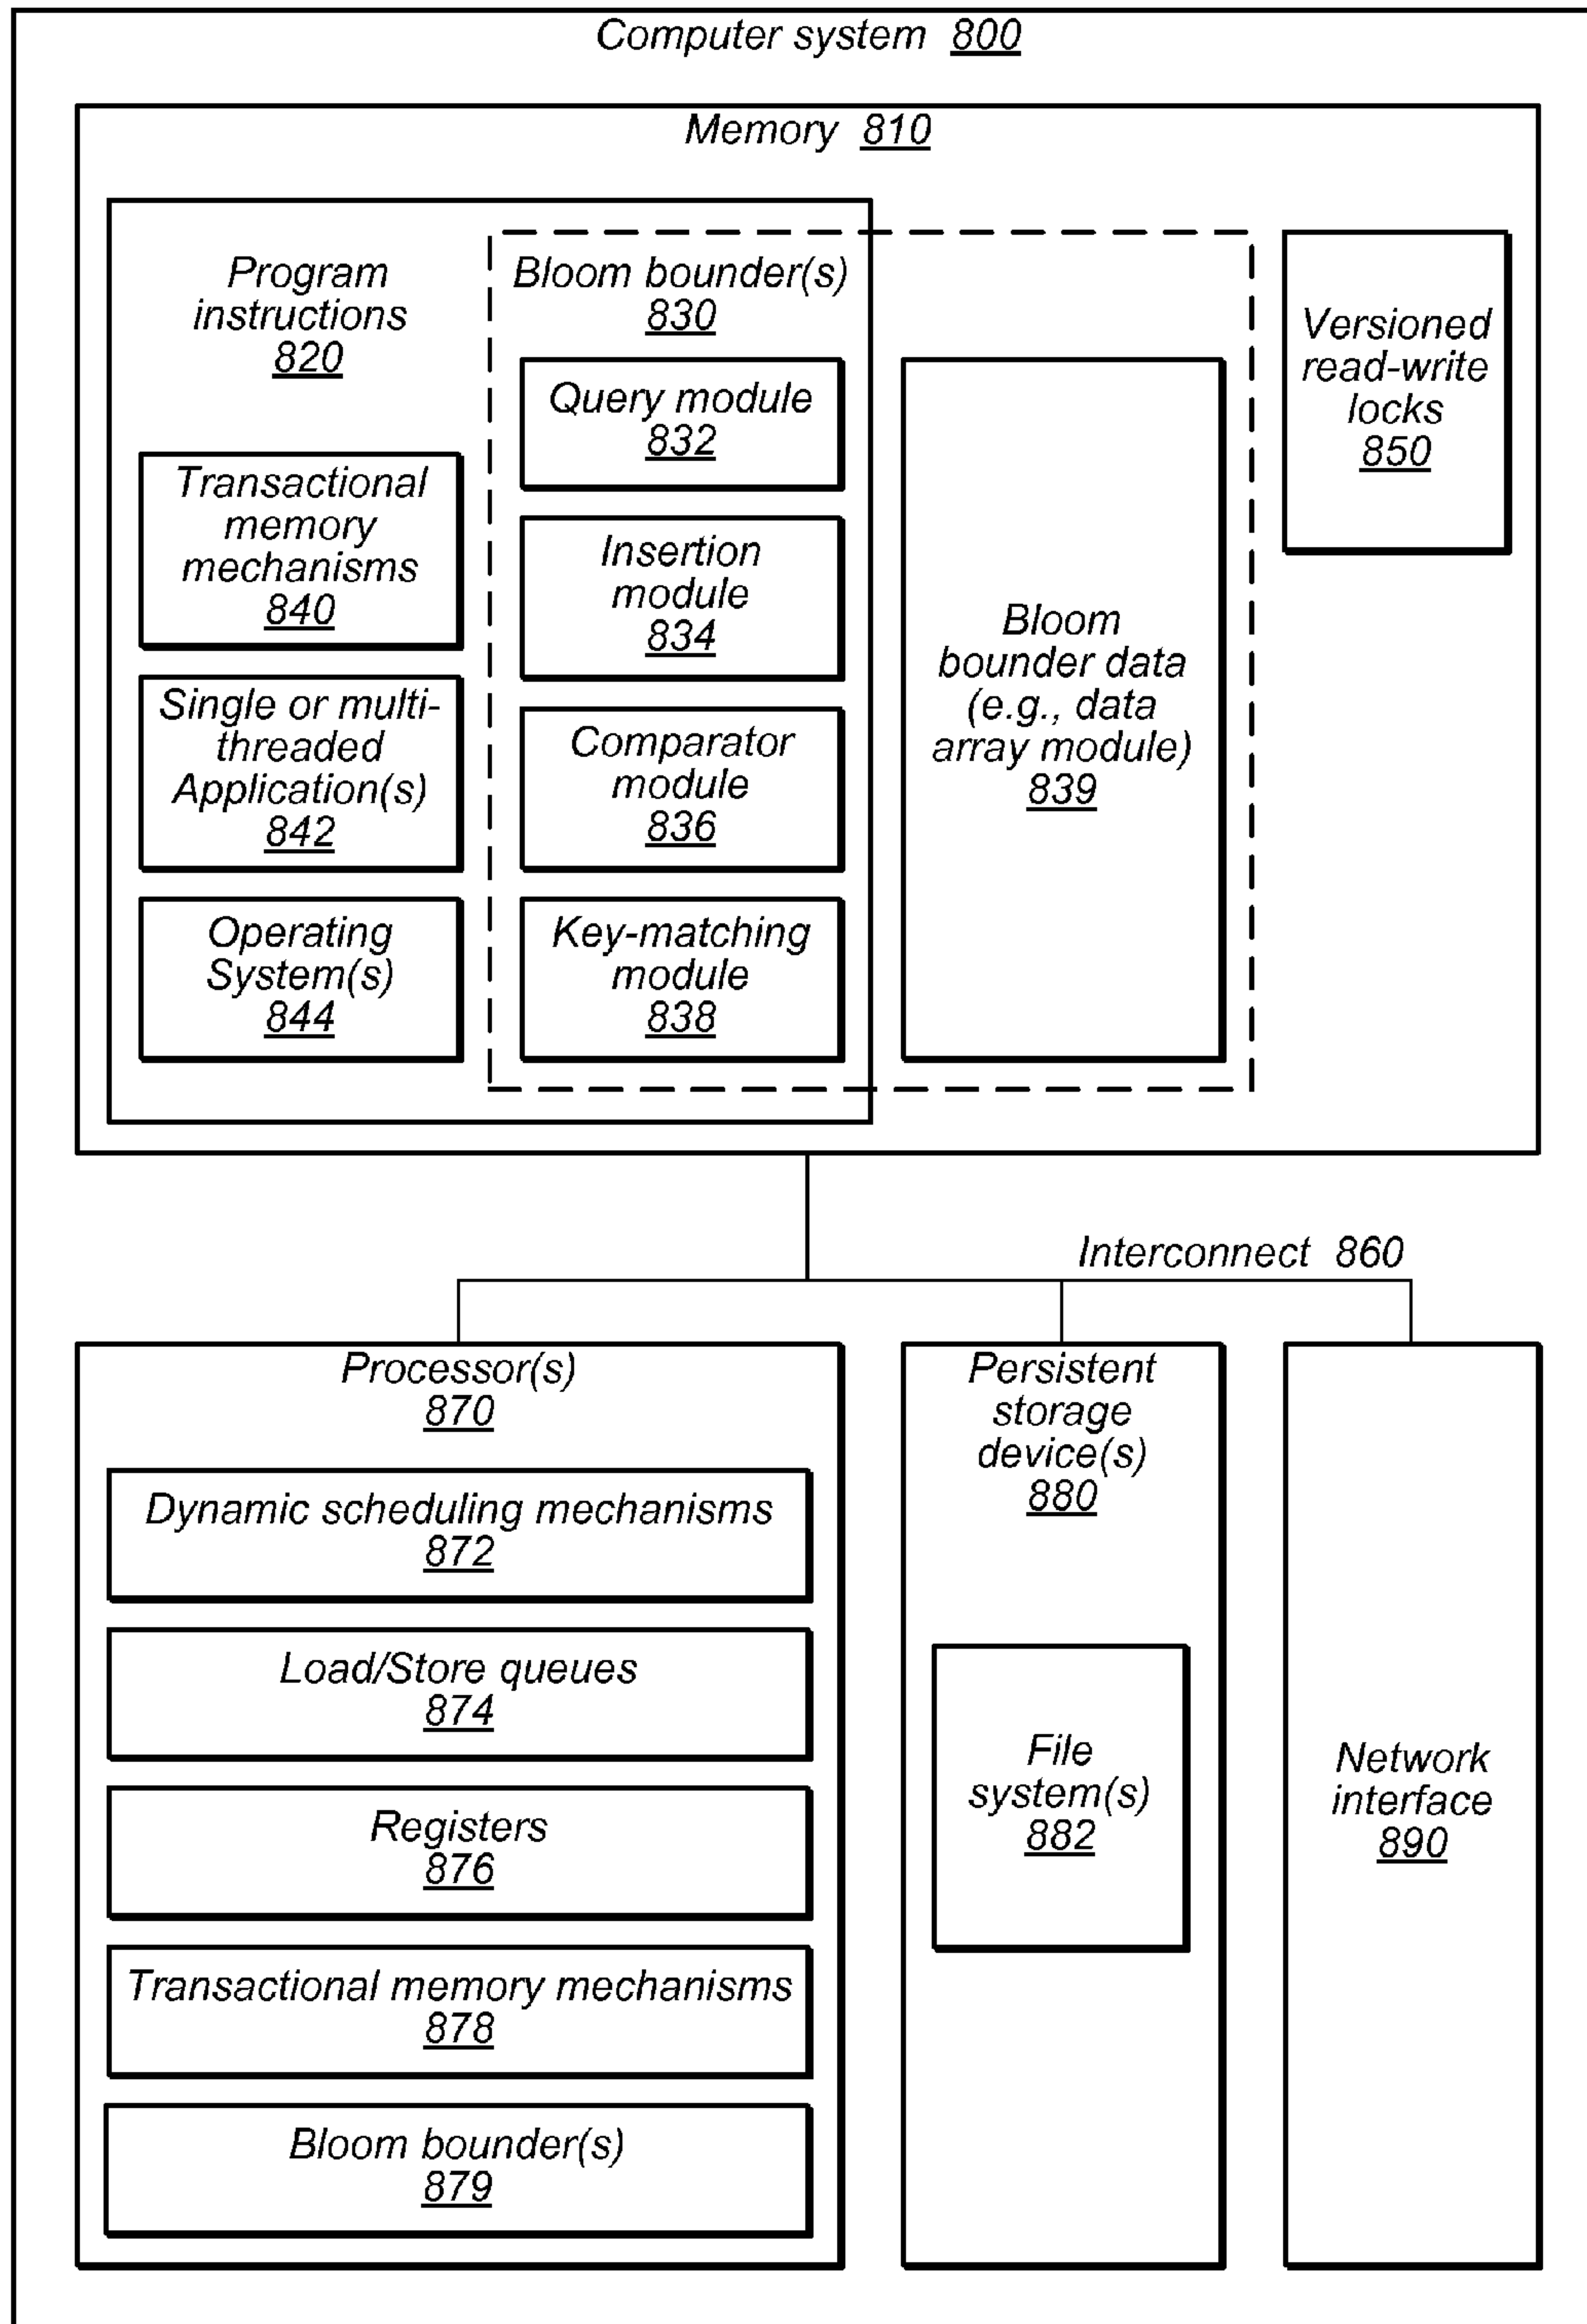 Computer system 800
Memory 810
Program
instructions
820
Transactional
memory
mechanisms
840
Single or multi-
threaded
Application(s)
842
Operating
System(s)
844
Bloom bounder(s)
830
Query module
832
Insertion
module
834
Comparator
module
836
Key-matching
module
838
Bloom
bounder data
(e.g., data
array module)
839
Versioned
read-write
locks
850
Interconnect 860
Processor(s)
870
Dynamic scheduling mechanisms
872
Load/Store queues
874
Registers
876
Transactional memory mechanisms
878
Bloom bounder(s)
879
Persistent
storage
device(s)
880
File
system(s)
882
Network
interface
890